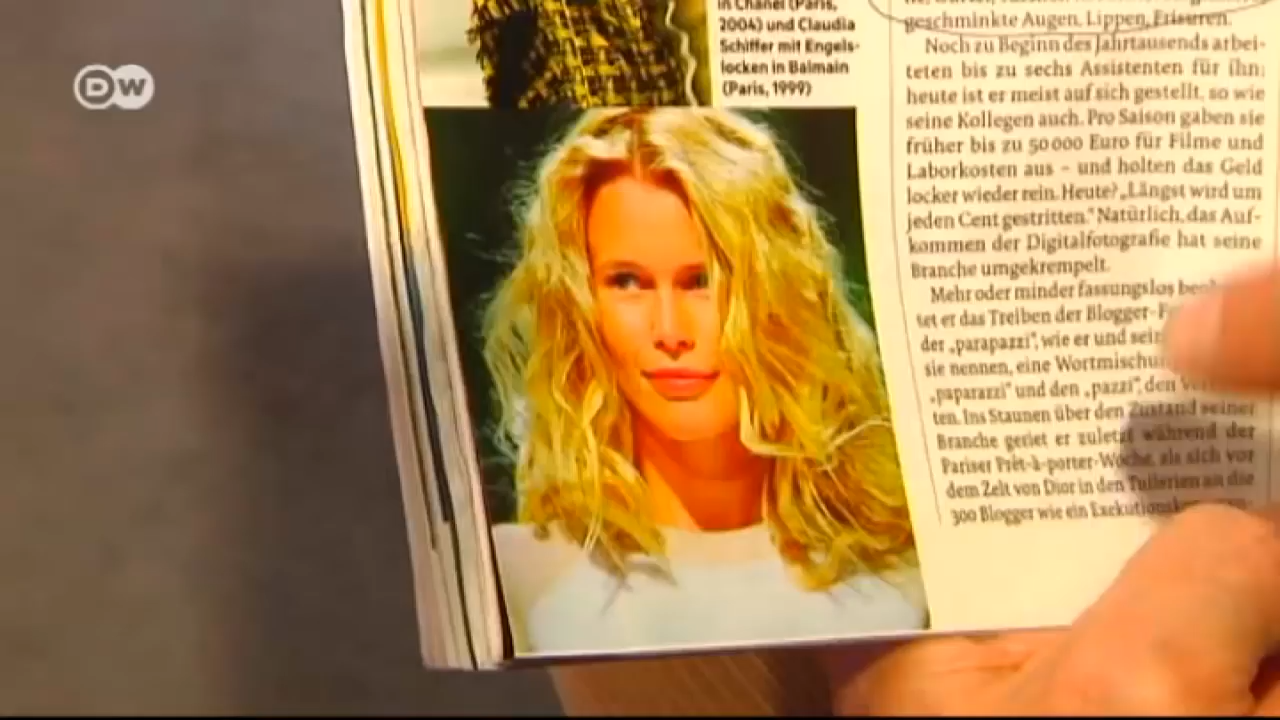 DW
in Chanel (Paris,
2004) und Claudia
Schiffer mit Engels-
locken in Balmain
(Paris, 1999)
geschminkte Augen, Lippen, Frisuren.
Noch zu Beginn des Jahrtausends arbei-
teten bis zu sechs Assistenten für ihn;
heute ist er meist auf sich gestellt, so wie
seine Kollegen auch. Pro Saison gaben sie
früher bis zu 50 000 Euro für Filme und
Laborkosten aus – und holten das Geld
locker wieder rein. Heute? „Längst wird um
jeden Cent gestritten.“ Natürlich, das Auf-
kommen der Digitalfotografie hat seine
Branche umgekrempelt.
Mehr oder minder fassungslos
tet er das Treiben der Blogger-
der „parapazzi“, wie er und
sie nennen, eine
„paparazzi“ und den „pazzi“, den
ten. Ins Staunen über den Zustand seiner
Branche geriet er zuletzt während der
Pariser Prêt-à-porter-Woche, als sich vor
dem Zelt von Dior in den Tuilerien an die
300 Blogger wie ein